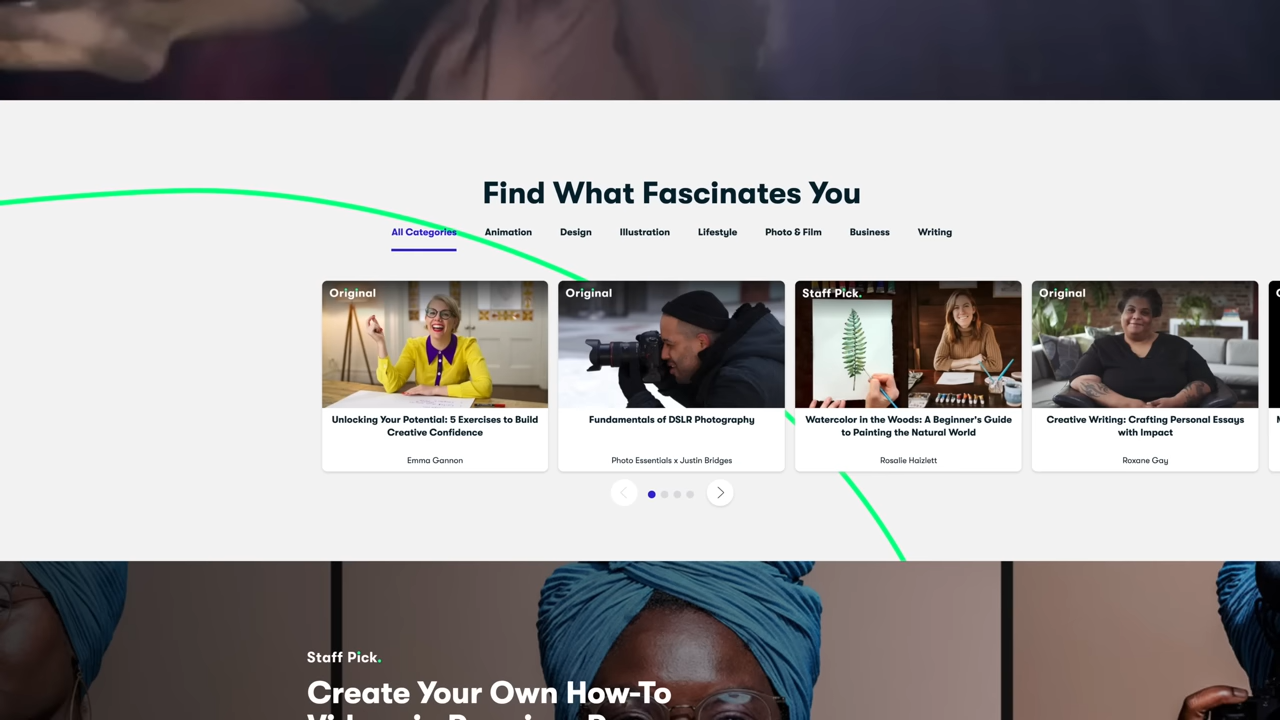 Find What Fascinates You
All Categories
Animation
Design
Illustration
Lifestyle
Photo & Film
Business
Writing
Original
Unlocking Your Potential: 5 Exercises to Build
Creative Confidence
Emma Gannon
Original
Fundamentals of DSLR Photography
Photo Essentials x Justin Bridges
Staff Pick.
Watercolor in the Woods: A Beginner's Guide
to Painting the Natural World
Rosalie Haizlett
Original
Creative Writing: Crafting Personal Essays
with Impact
Roxane Gay
Staff Pick.
Create Your Own How-To